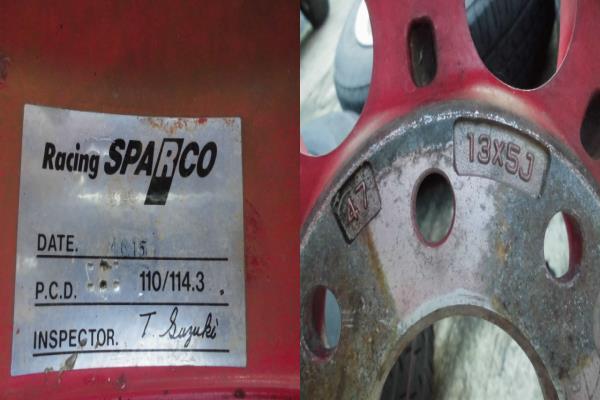 Racing SPARCO
DATE.
P.C.D. 110/114.3
INSPECTOR. T. Suzuki
47
13X5J